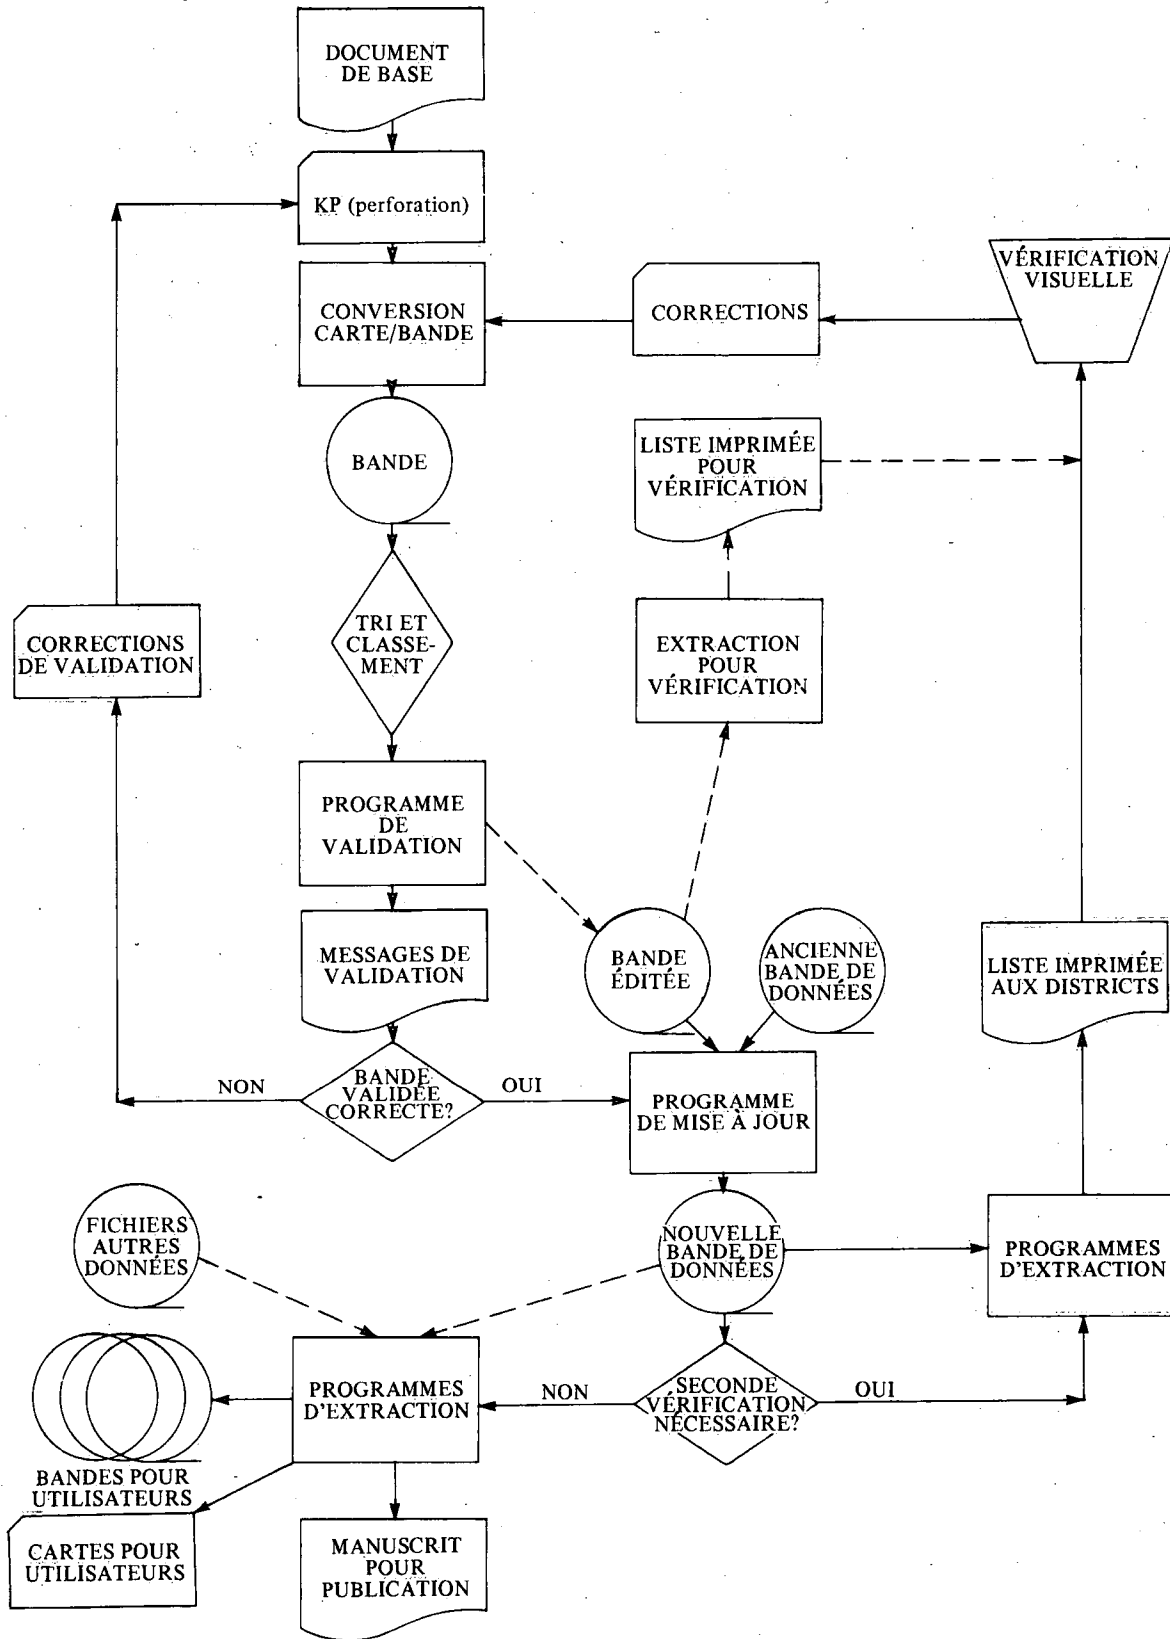 DOCUMENT
DE BASE
KP (perforation)
CONVERSION
CARTE/BANDE
CORRECTIONS
VÉRIFICATION
VISUELLE
BANDE
LISTE IMPRIMÉE
POUR
VÉRIFICATION
TRI ET
CLASSE-
MENT
CORRECTIONS
DE VALIDATION
EXTRACTION
POUR
VÉRIFICATION
PROGRAMME
DE
VALIDATION
MESSAGES DE
VALIDATION
BANDE
ÉDITÉE
ANCIENNE
BANDE DE
DONNÉES
LISTE IMPRIMÉE
AUX DISTRICTS
NON
BANDE
VALIDÉE
CORRECTE?
OUI
PROGRAMME
DE MISE À JOUR
FICHIERS
AUTRES
DONNÉES
NOUVELLE
BANDE DE
DONNÉES
PROGRAMMES
D'EXTRACTION
PROGRAMMES
D'EXTRACTION
NON
SECONDE
VÉRIFICATION
NÉCESSAIRE?
OUI
BANDES POUR
UTILISATEURS
CARTES POUR
UTILISATEURS
MANUSCRIT
POUR
PUBLICATION